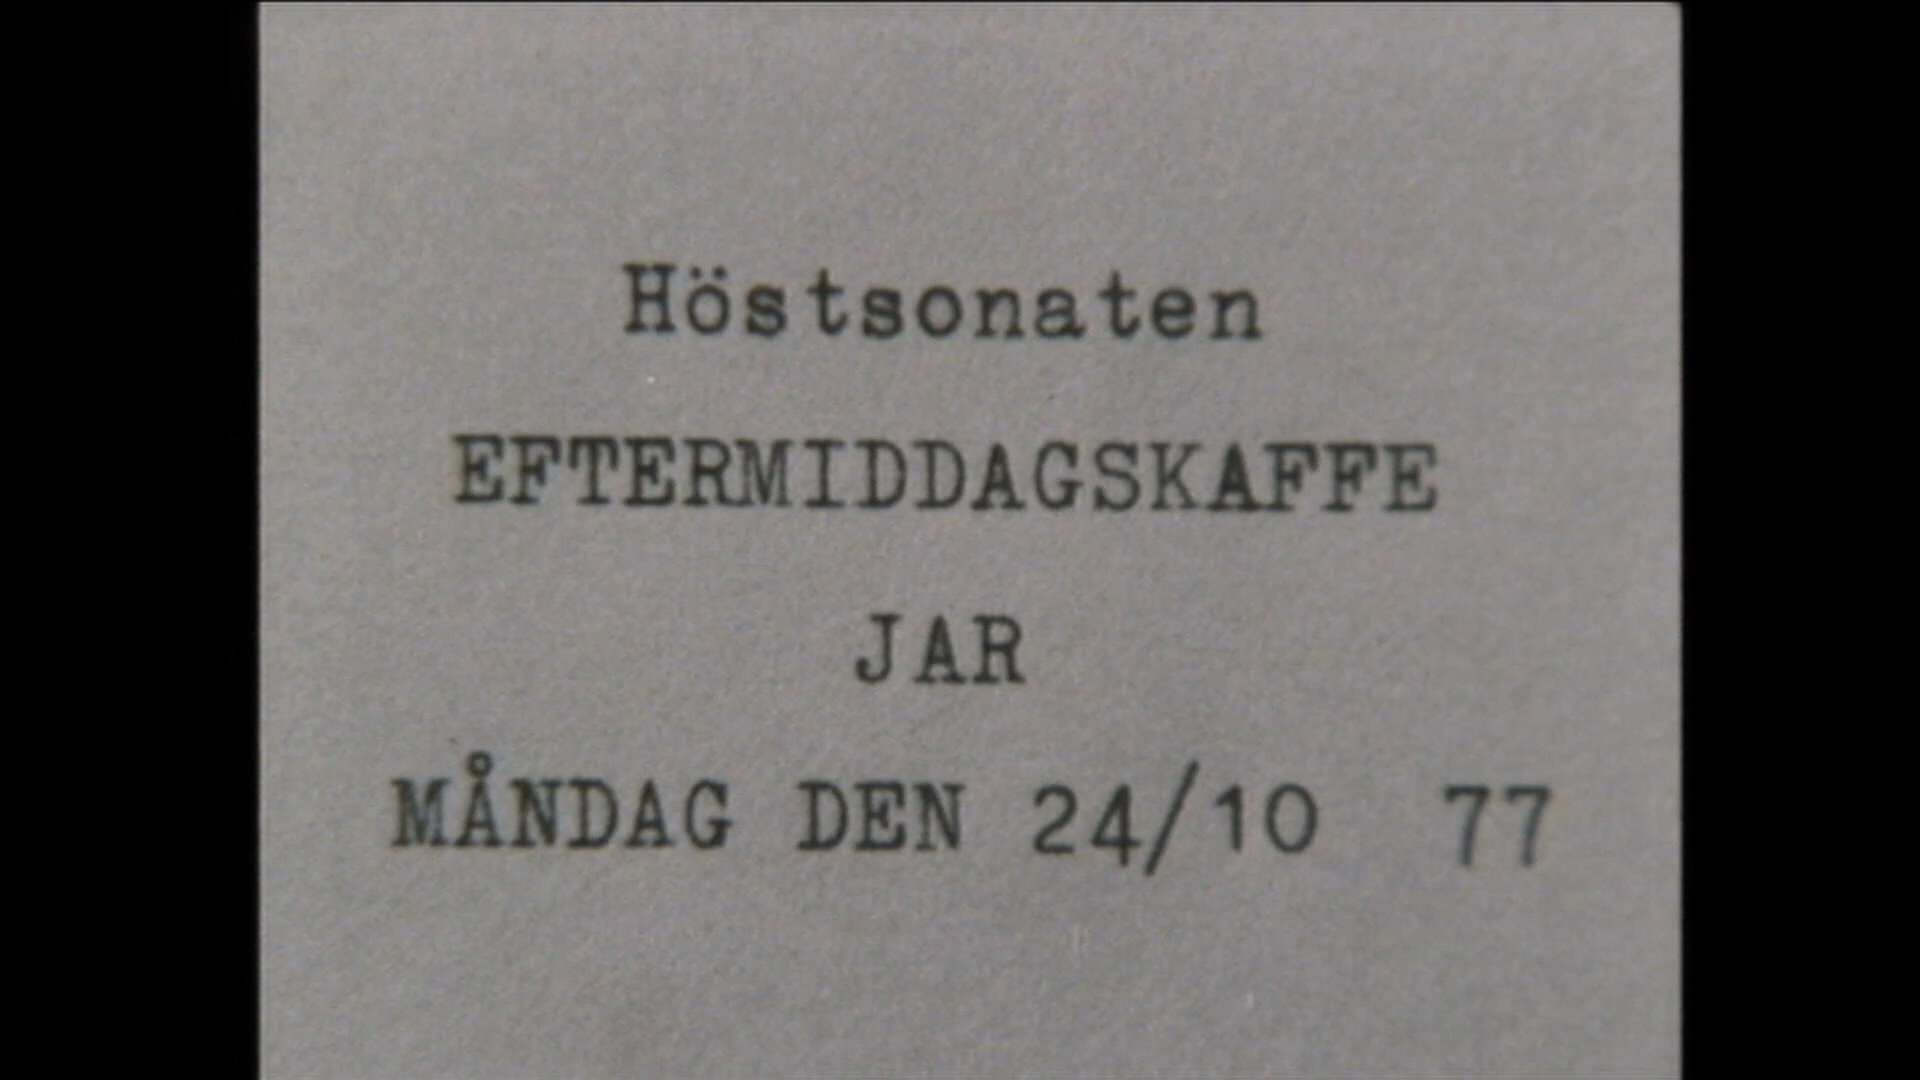 Höstsonaten
EFTERMIDDAGSKAFFE
JAR
MÅNDAG DEN 24/10 77